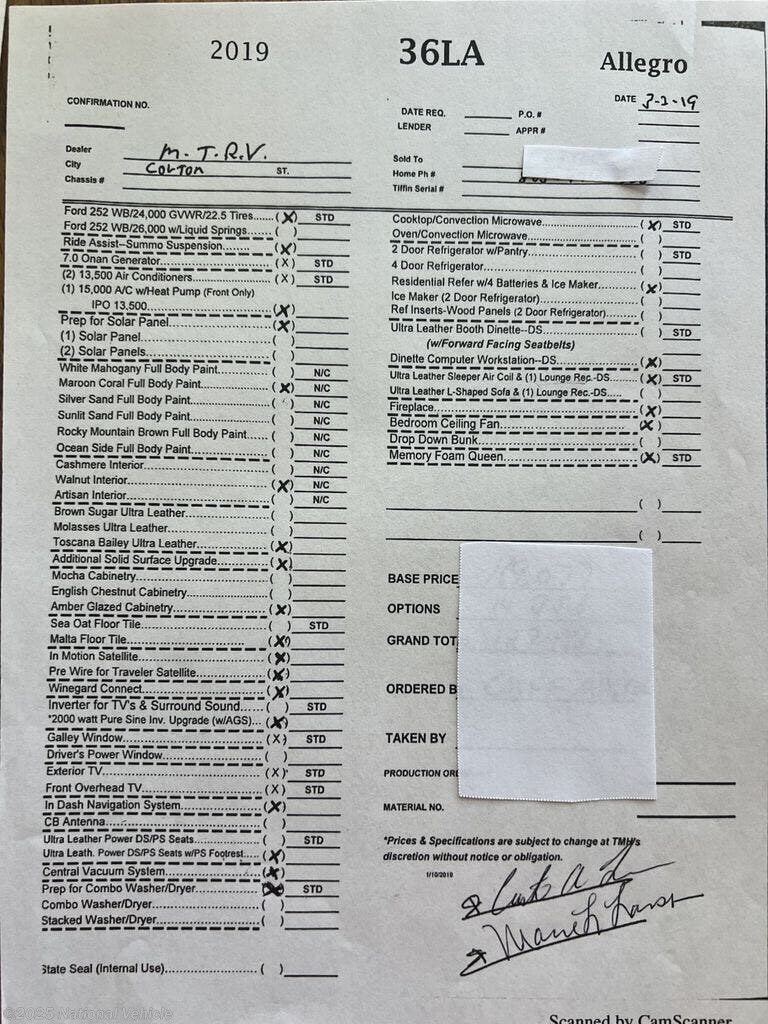 2019 36LA Allegro
CONFIRMATION NO.
DATE 3-2-19
DATE REQ. P.O. #
LENDER APPR #
Dealer M.T.R.V.
City COLTON ST.
Chassis #
Sold To
Home Ph #
Tiffin Serial #
Ford 252 WB/24,000 GVWR/22.5 Tires......(X) STD
Ford 252 WB/26,000 w/Liquid Springs.......( )
Ride Assist--Summo Suspension........(X)
7.0 Onan Generator..........(X) STD
(2) 13,500 Air Conditioners..........(X) STD
(1) 15,000 A/C w/Heat Pump (Front Only)
IPO 13,500..........(X)
Prep for Solar Panel..........(X)
(1) Solar Panel..........( )
(2) Solar Panels..........( )
White Mahogany Full Body Paint..........( ) N/C
Maroon Coral Full Body Paint..........(X) N/C
Silver Sand Full Body Paint..........( ) N/C
Sunlit Sand Full Body Paint..........( ) N/C
Rocky Mountain Brown Full Body Paint......( ) N/C
Ocean Side Full Body Paint..........( ) N/C
Cashmere Interior..........( ) N/C
Walnut Interior..........(X) N/C
Artisan Interior..........( ) N/C
Brown Sugar Ultra Leather..........( )
Molasses Ultra Leather..........( )
Toscana Bailey Ultra Leather..........(X)
Additional Solid Surface Upgrade..........(X)
Mocha Cabinetry..........( )
English Chestnut Cabinetry..........( )
Amber Glazed Cabinetry..........(X)
Sea Oat Floor Tile..........( ) STD
Malta Floor Tile..........(X)
In Motion Satellite..........(X)
Pre Wire for Traveler Satellite..........(X)
Winegard Connect..........(X)
Inverter for TV's & Surround Sound.....( ) STD
*2000 watt Pure Sine Inv. Upgrade (w/AGS)...(X)
Galley Window..........(X) STD
Driver's Power Window..........( )
Exterior TV..........(X) STD
Front Overhead TV..........(X) STD
In Dash Navigation System..........(X)
CB Antenna..........( )
Ultra Leather Power DS/PS Seats..........( ) STD
Ultra Leath. Power DS/PS Seats w/PS Footrest....(X)
Central Vacuum System..........(X)
Prep for Combo Washer/Dryer..........(X) STD
Combo Washer/Dryer..........( )
Stacked Washer/Dryer..........( )
State Seal (Internal Use)..........( )
Cooktop/Convection Microwave..........(X) STD
Oven/Convection Microwave..........( )
2 Door Refrigerator w/Pantry..........( ) STD
4 Door Refrigerator..........( )
Residential Refer w/4 Batteries & Ice Maker.......(X)
Ice Maker (2 Door Refrigerator)..........( )
Ref Inserts-Wood Panels (2 Door Refrigerator)...( )
Ultra Leather Booth Dinette--DS..........( ) STD
(w/Forward Facing Seatbelts)
Dinette Computer Workstation--DS..........(X)
Ultra Leather Sleeper Air Coil & (1) Lounge Rec.-DS.......(X) STD
Ultra Leather L-Shaped Sofa & (1) Lounge Rec.-DS.....( )
Fireplace..........(X)
Bedroom Ceiling Fan..........(X)
Drop Down Bunk..........( )
Memory Foam Queen..........(X) STD
( )
( )
BASE PRICE
OPTIONS
GRAND TOT
ORDERED B
TAKEN BY
PRODUCTION OR
MATERIAL NO.
*Prices & Specifications are subject to change at TMH's
discretion without notice or obligation.
1/10/2019
©2025 National Vehicle
Scanned by CamScanner